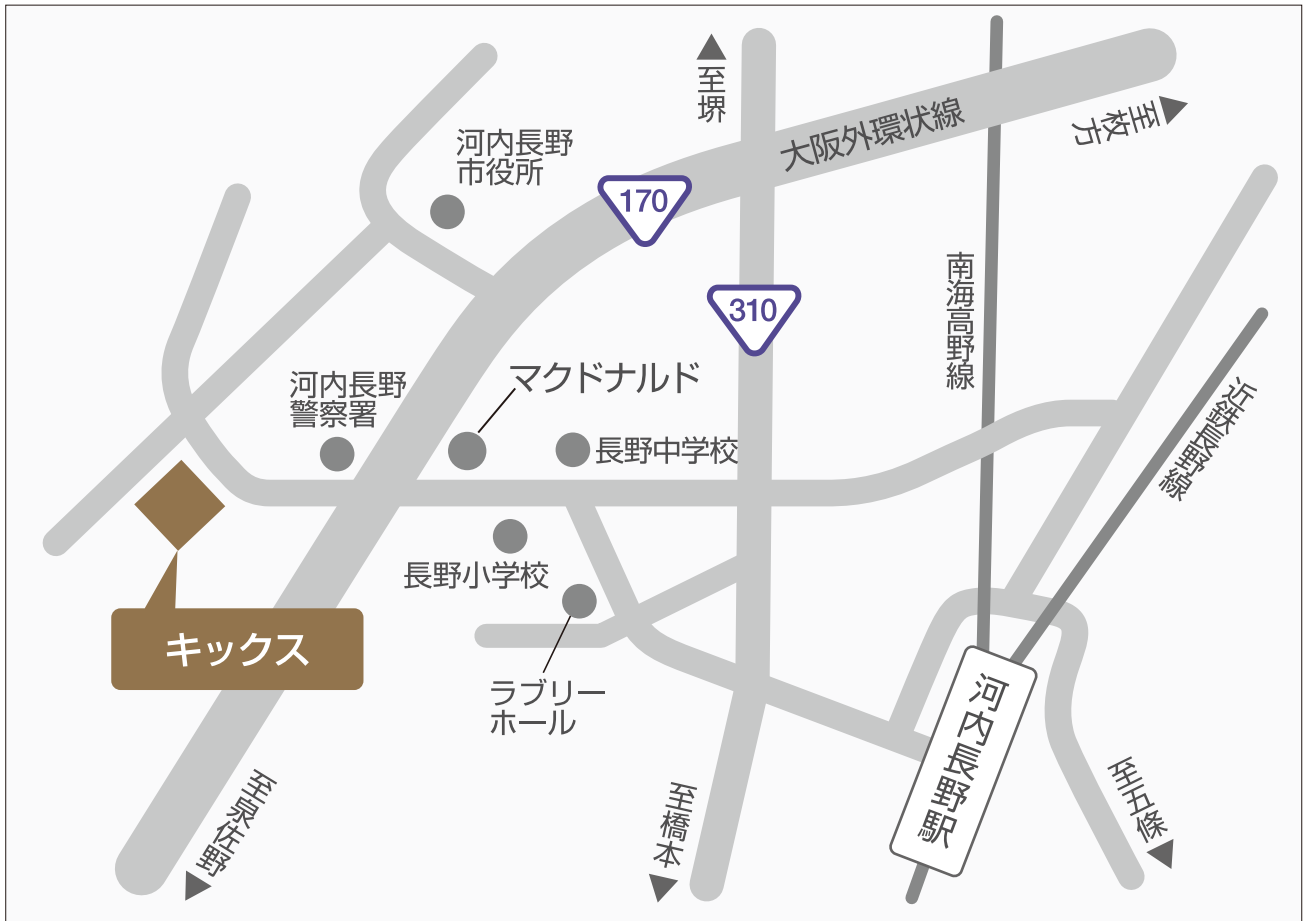 至堺
大阪外環状線
至枚方
河内長野
市役所
170
310
南海高野線
近鉄長野線
河内長野
警察署
マクドナルド
長野中学校
長野小学校
キックス
ラブリー
ホール
河内長野駅
至泉佐野
至橋本
至五條